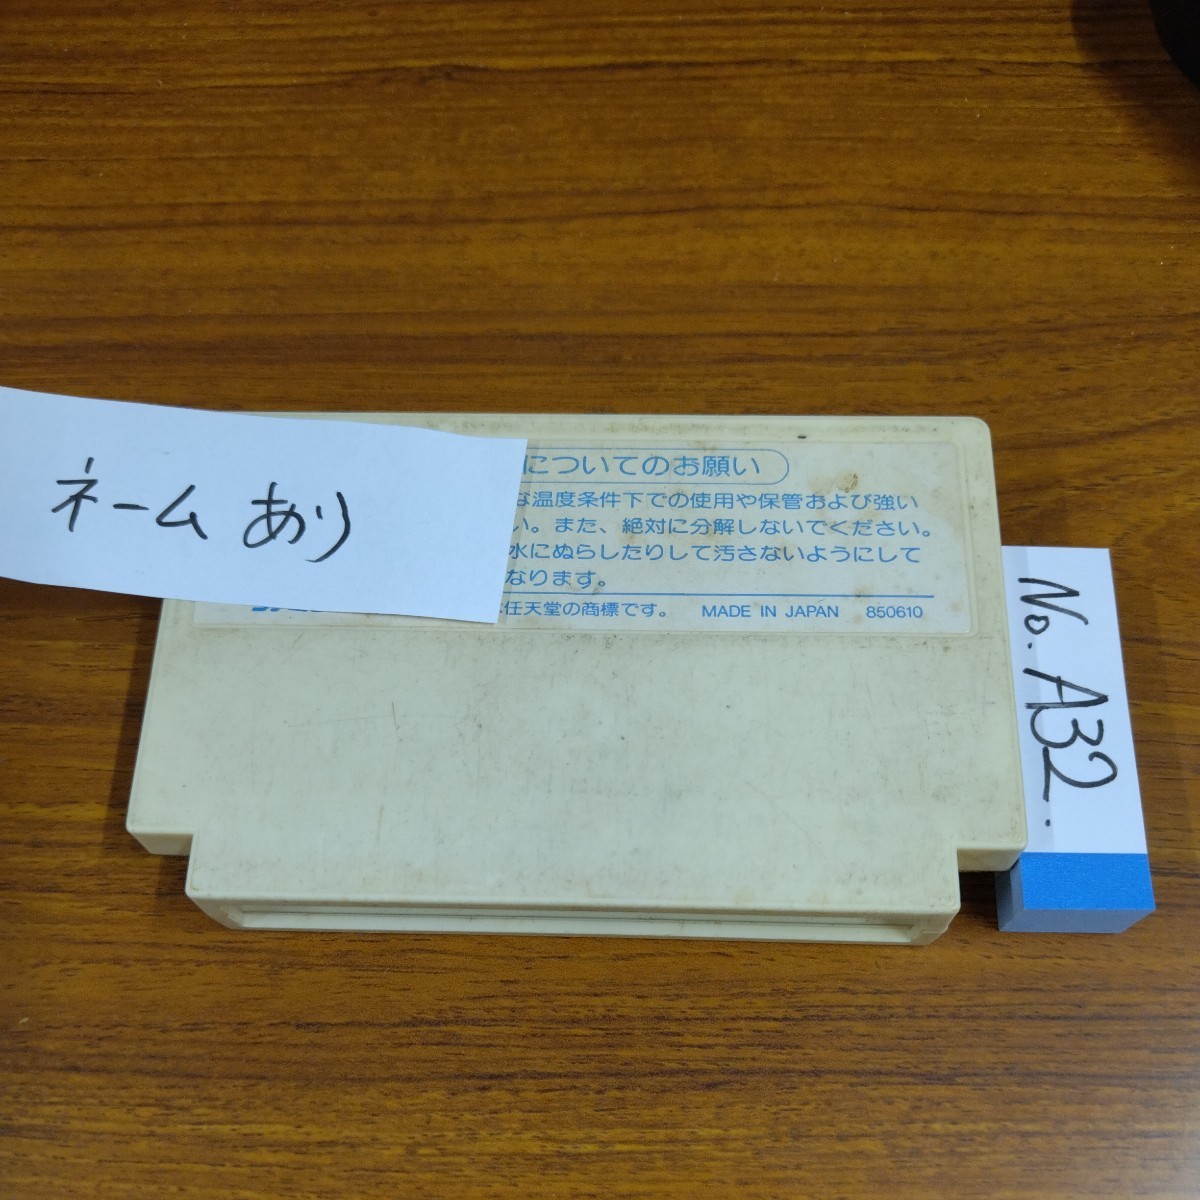 ネームあり
についてのお願い
な温度条件下での使用や保管および強い
い。また、絶対に分解しないでください。
水にぬらしたりして汚さないようにして
なります。
任天堂の商標です。 MADE IN JAPAN 850610
No. A32.